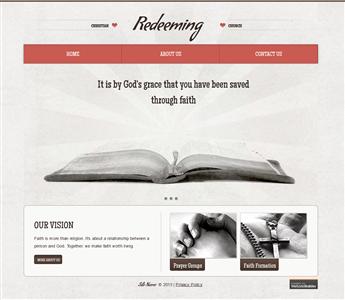 CHRISTIAN ❤ Redeeming ❤ CHURCH
HOME ABOUT US CONTACT US
It is by God's grace that you have been saved
through faith
OUR VISION
Faith is more than religion. It's about a relationship between a
person and God. Together, we make faith worth living.
MORE ABOUT US
Prayer Groups
Faith Formation
Site Name © 2013 | Privacy Policy